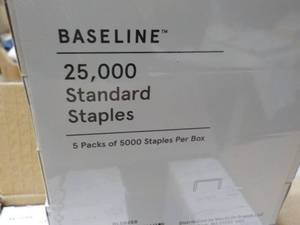 BASELINE™
25,000
Standard
Staples
5 Packs of 5000 Staples Per Box